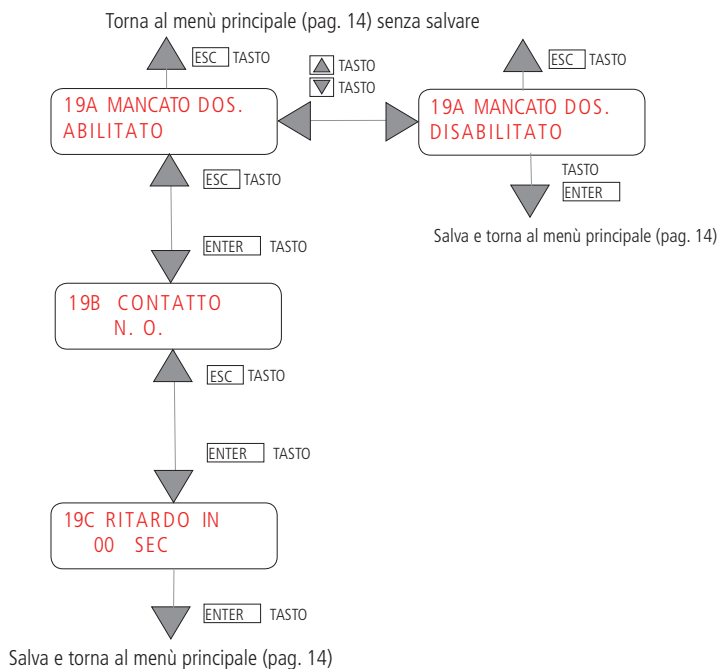 Torna al menù principale (pag. 14) senza salvare
ESC TASTO
TASTO
TASTO
ESC TASTO
19A MANCATO DOS.
ABILITATO
19A MANCATO DOS.
DISABILITATO
ESC TASTO
TASTO
ENTER
Salva e torna al menù principale (pag. 14)
ENTER TASTO
19B CONTATTO
N. O.
ESC TASTO
ENTER TASTO
19C RITARDO IN
00 SEC
ENTER TASTO
Salva e torna al menù principale (pag. 14)